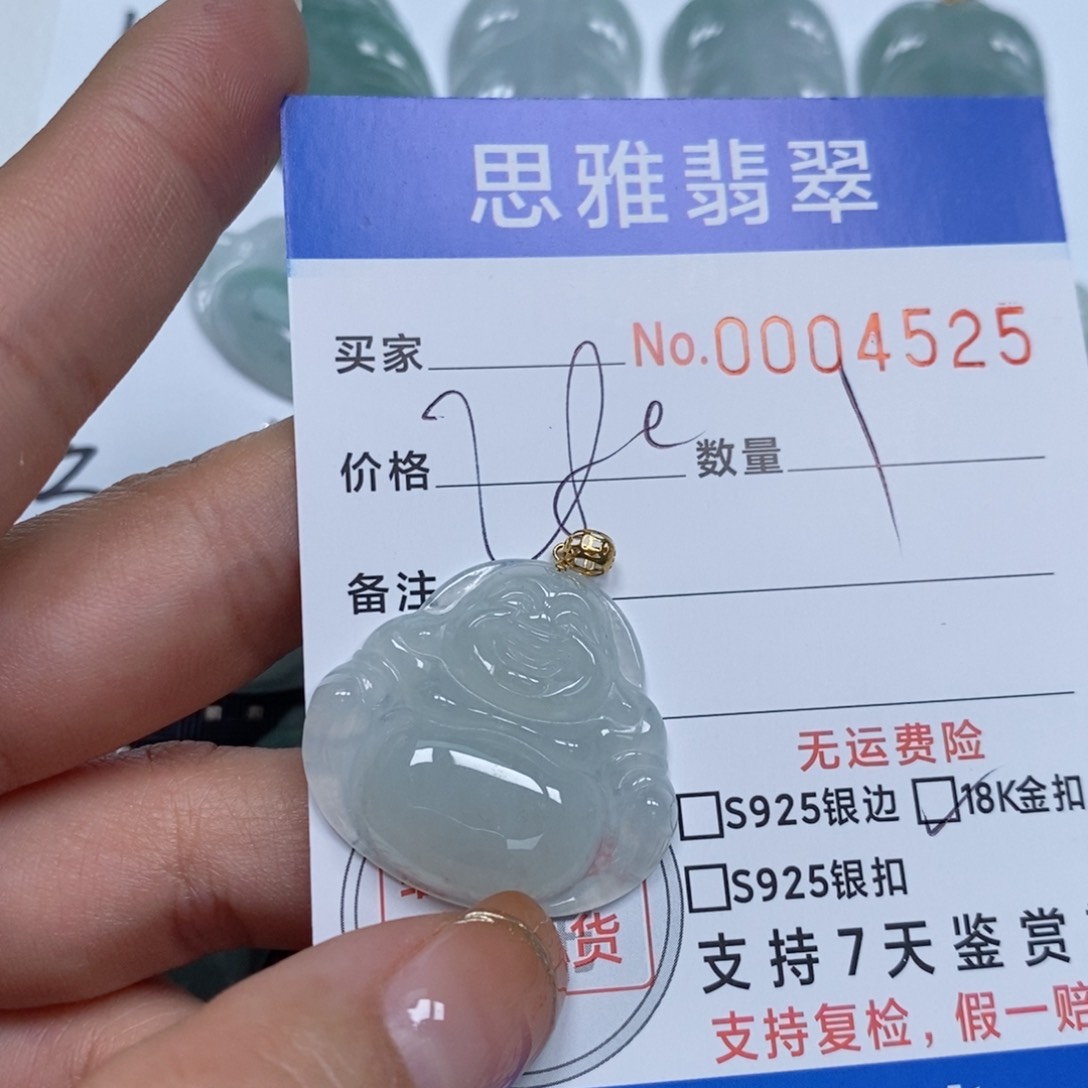 思雅翡翠
买家 No.0004525
价格 数量 1
备注
无运费险
□S925银边 ☑18K金扣
□S925银扣
货
支持7天鉴赏
支持复检，假一赔